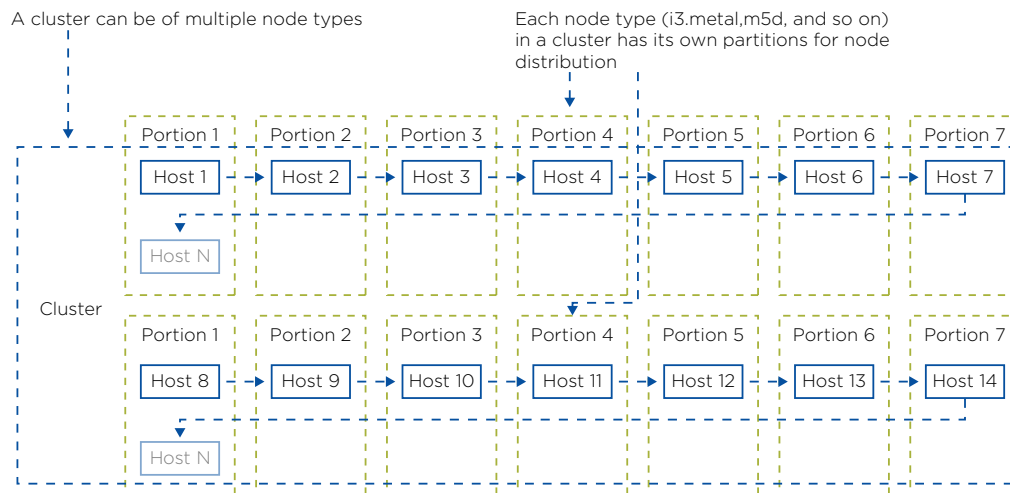 A cluster can be of multiple node types
Each node type (i3.metal,m5d, and so on)
in a cluster has its own partitions for node
distribution
Portion 1 Portion 2 Portion 3 Portion 4 Portion 5 Portion 6 Portion 7
Host 1 Host 2 Host 3 Host 4 Host 5 Host 6 Host 7
Host N
Cluster
Portion 1 Portion 2 Portion 3 Portion 4 Portion 5 Portion 6 Portion 7
Host 8 Host 9 Host 10 Host 11 Host 12 Host 13 Host 14
Host N